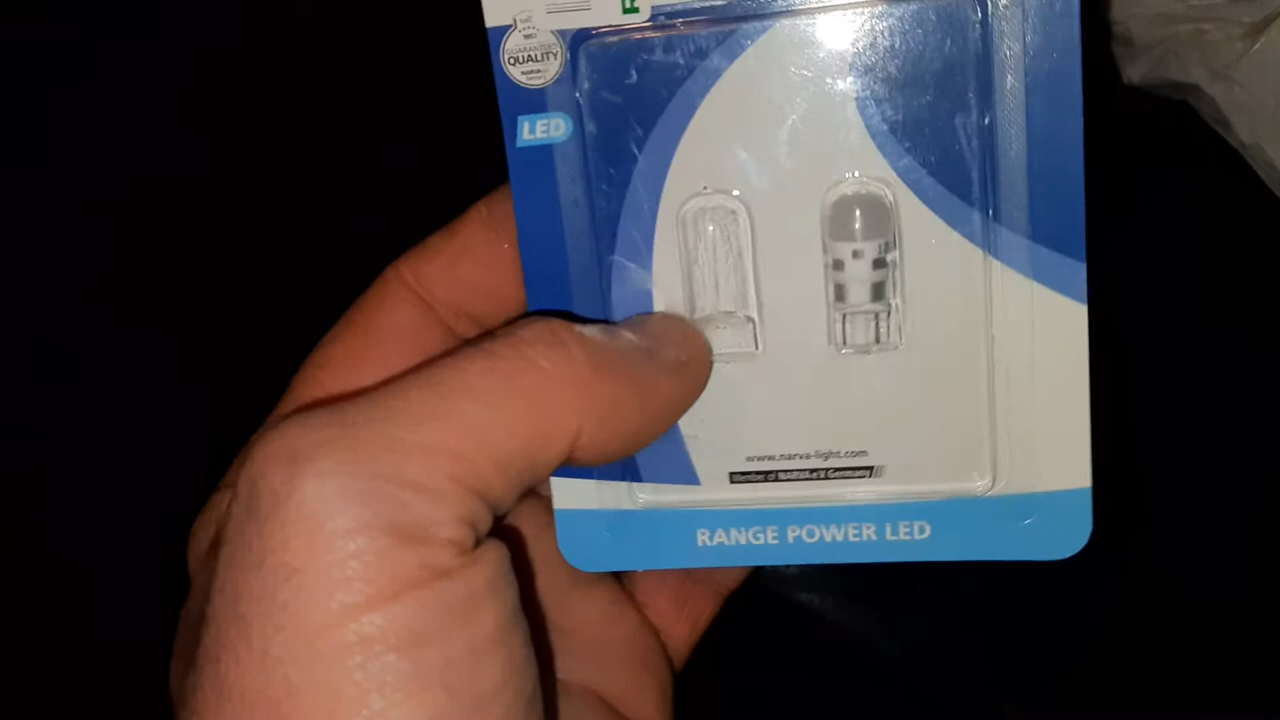 GUARANTEED
QUALITY
LED
www.narva-light.com
Member of NARVA e.V. Germany
RANGE POWER LED